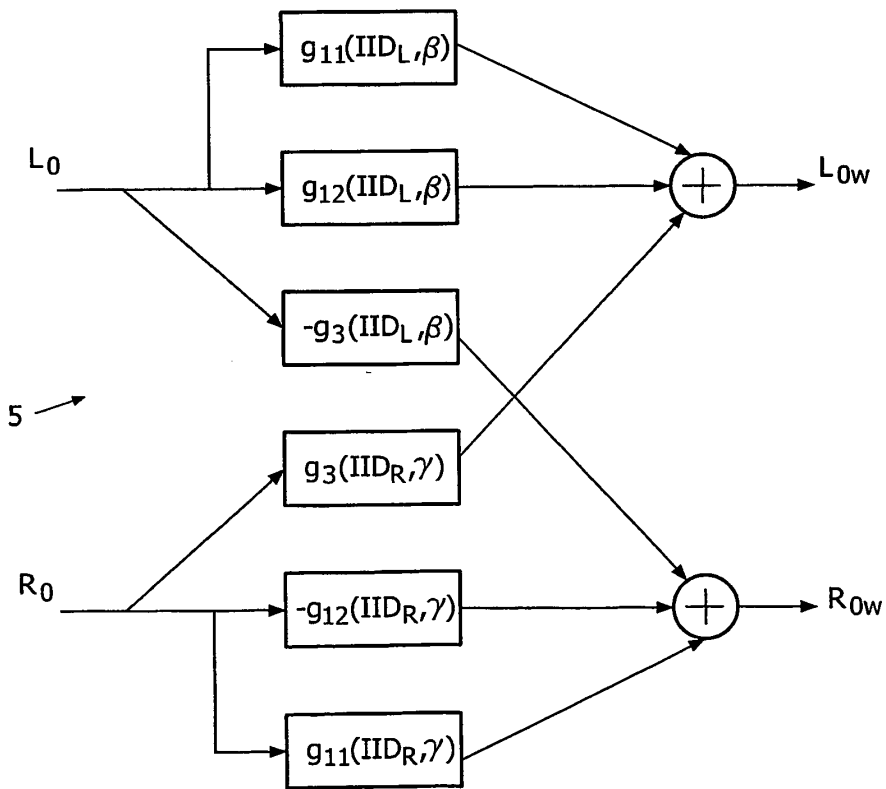 g11(IIDL,β)
L0
g12(IIDL,β)
L0w
-g3(IIDL,β)
5
g3(IIDR,γ)
R0
-g12(IIDR,γ)
R0w
g11(IIDR,γ)